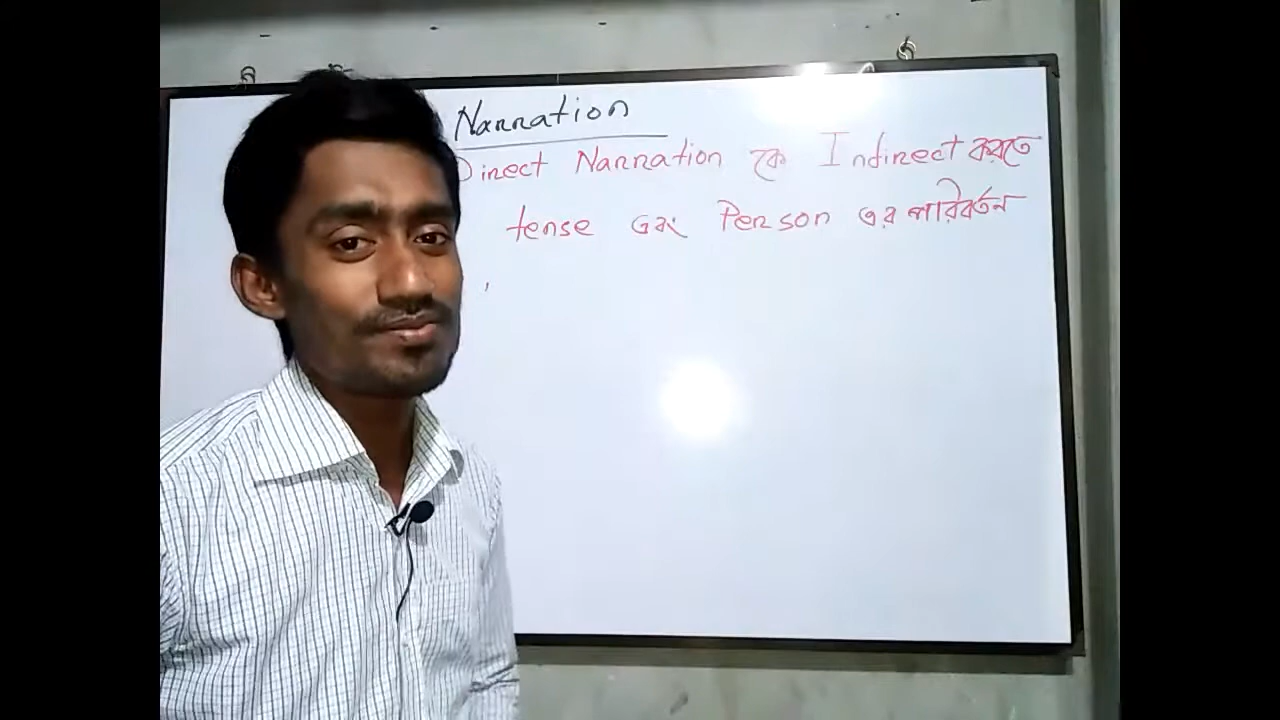 Narration
Direct Narration কে Indirect করতে
tense এবং Person এর পরিবর্তন